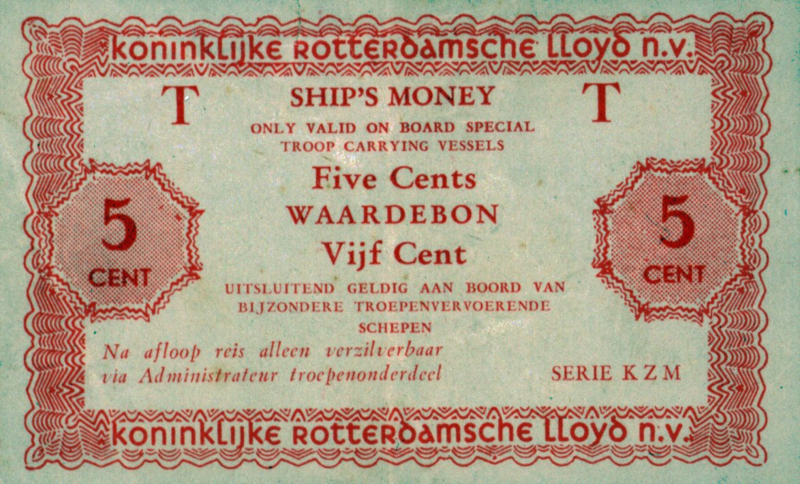 koninklijke Rotterdamsche Lloyd n.v.
T SHIP'S MONEY T
ONLY VALID ON BOARD SPECIAL
TROOP CARRYING VESSELS
Five Cents
WAARDEBON
Vijf Cent
5 CENT
5 CENT
UITSLUITEND GELDIG AAN BOORD VAN
BIJZONDERE TROEPENVERVOERENDE
SCHEPEN
Na afloop reis alleen verzilverbaar
via Administrateur troepenonderdeel
SERIE K Z M
koninklijke Rotterdamsche Lloyd n.v.